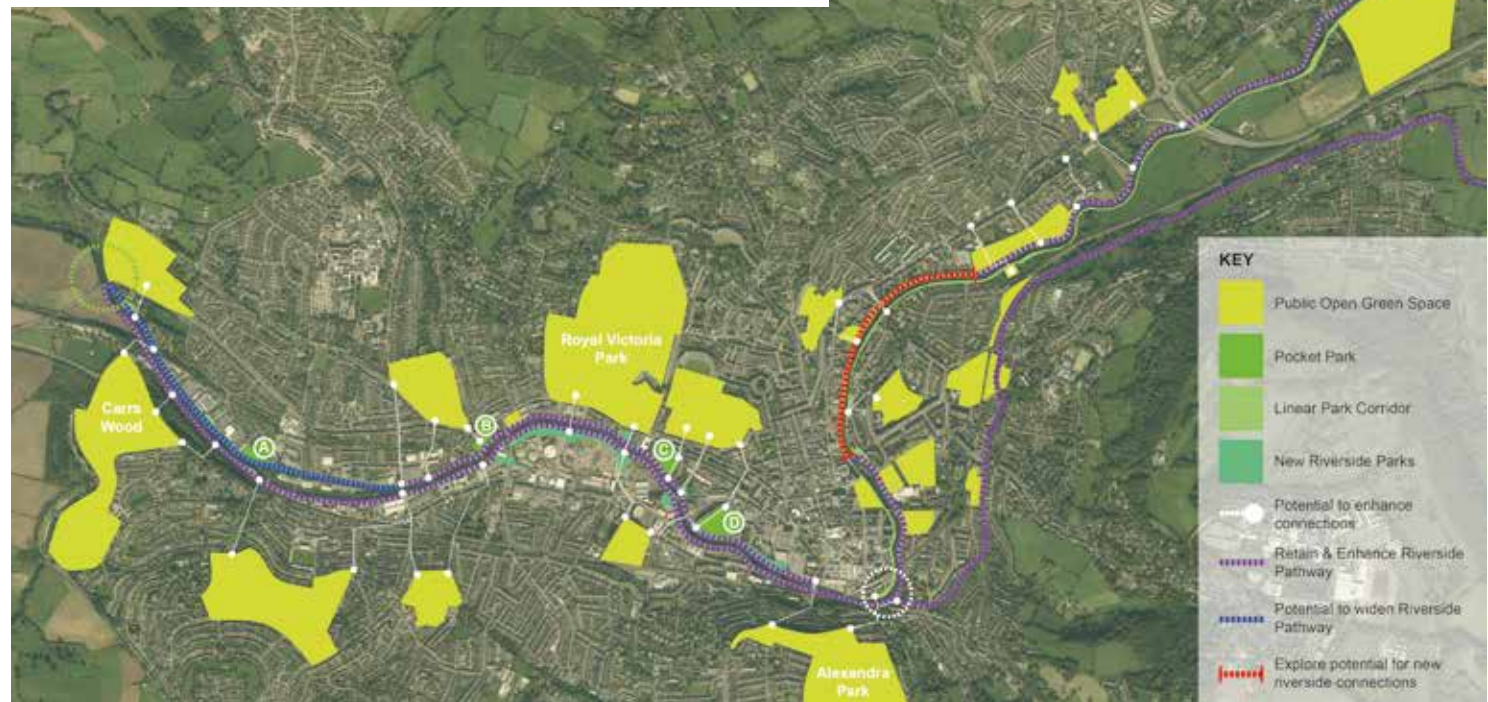 Royal Victoria
Park
Carrs
Wood
A
B
C
D
Alexandra
Park
KEY
Public Open Green Space
Pocket Park
Linear Park Corridor
New Riverside Parks
Potential to enhance
connections
Retain & Enhance Riverside
Pathway
Potential to widen Riverside
Pathway
Explore potential for new
riverside connections